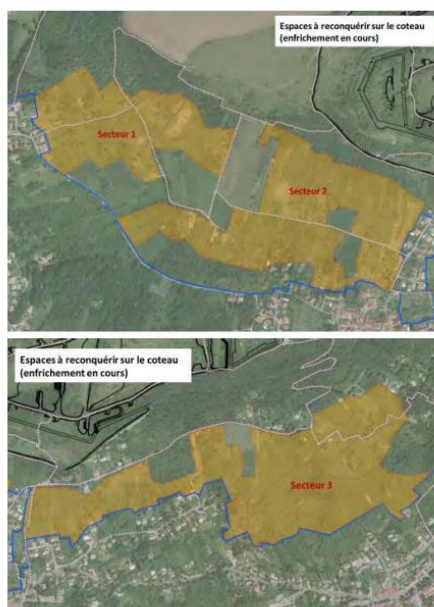 Espaces à reconquérir sur le coteau
(enfrichement en cours)
Secteur 1
Secteur 2
Espaces à reconquérir sur le coteau
(enfrichement en cours)
Secteur 3